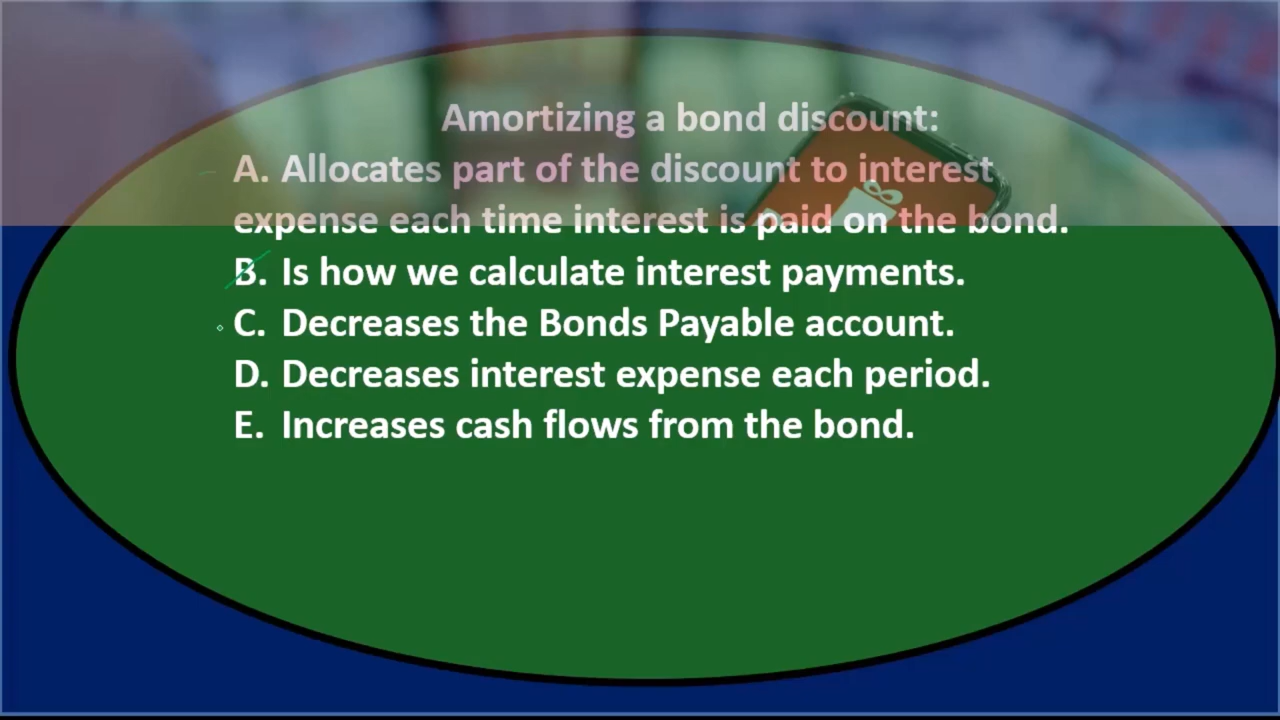 Amortizing a bond discount:
A. Allocates part of the discount to interest
expense each time interest is paid on the bond.
B. Is how we calculate interest payments.
C. Decreases the Bonds Payable account.
D. Decreases interest expense each period.
E. Increases cash flows from the bond.